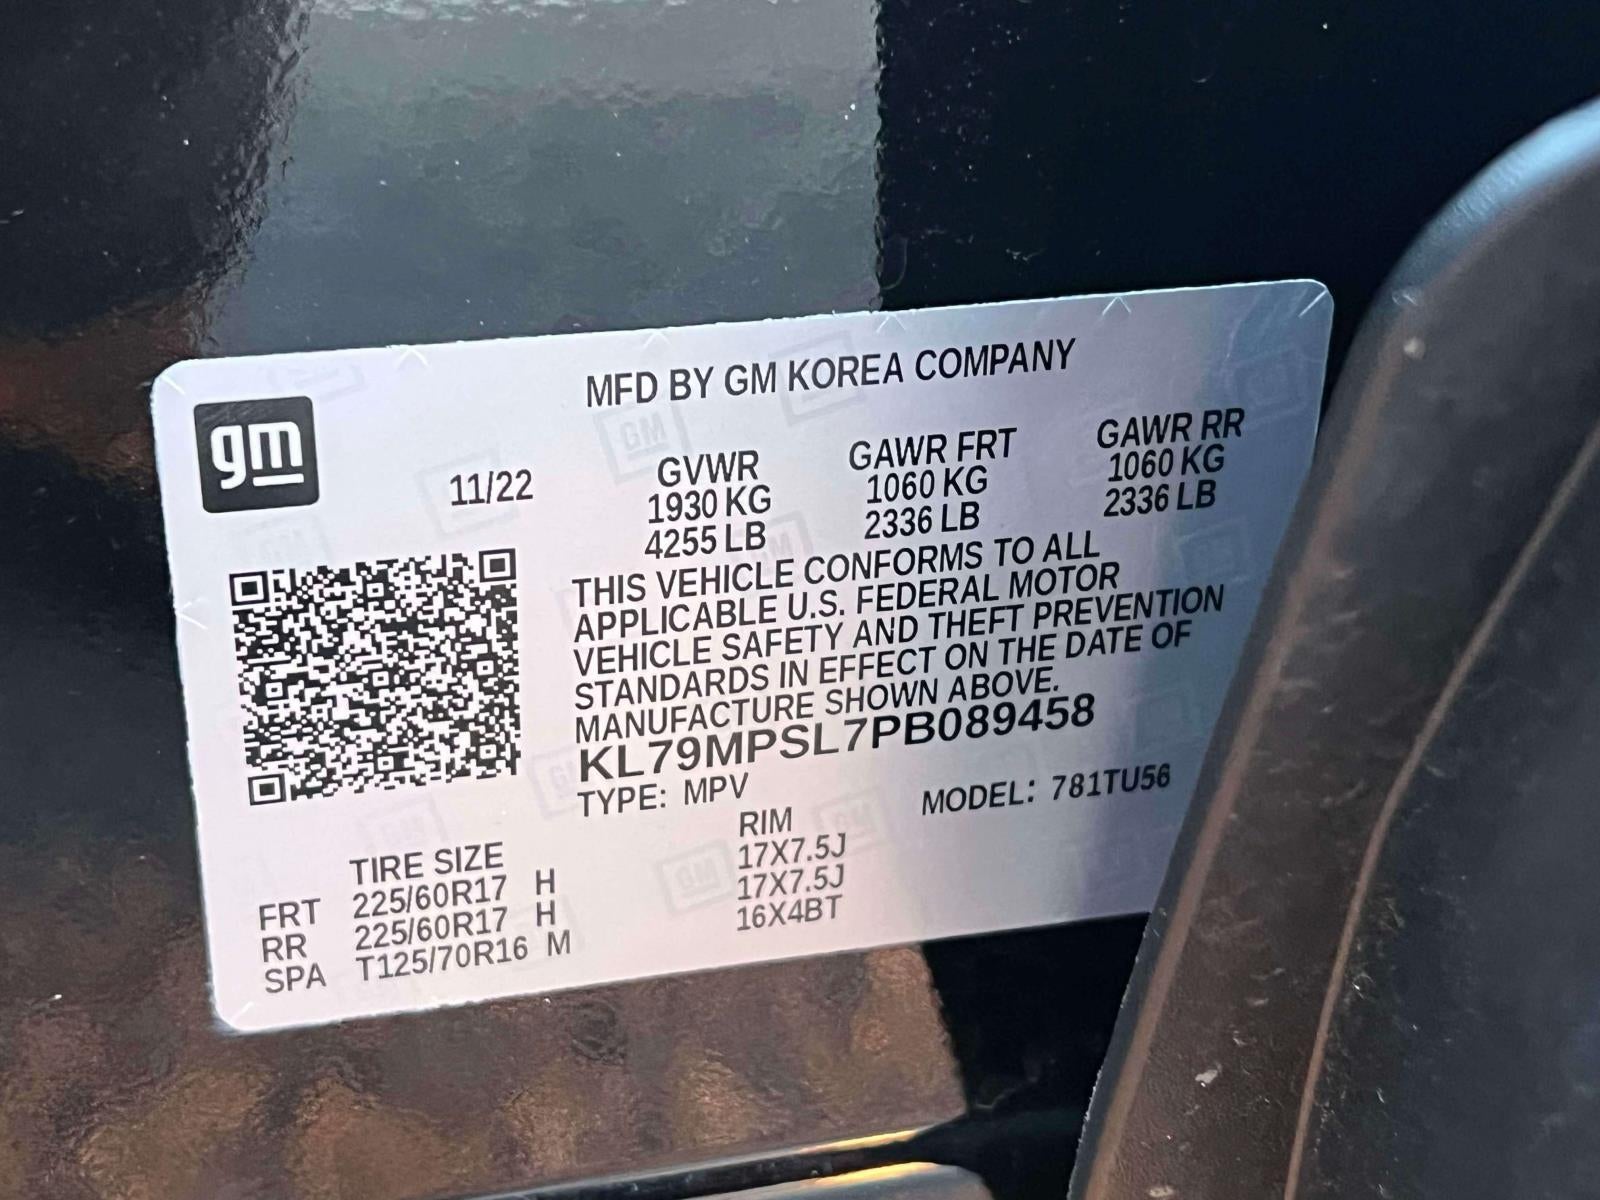 MFD BY GM KOREA COMPANY
gm
11/22
GVWR GAWR FRT GAWR RR
1930 KG 1060 KG 1060 KG
4255 LB 2336 LB 2336 LB
THIS VEHICLE CONFORMS TO ALL
APPLICABLE U.S. FEDERAL MOTOR
VEHICLE SAFETY AND THEFT PREVENTION
STANDARDS IN EFFECT ON THE DATE OF
MANUFACTURE SHOWN ABOVE.
KL79MPSL7PB089458
TYPE: MPV MODEL: 781TU56
TIRE SIZE RIM
FRT 225/60R17 H 17X7.5J
RR 225/60R17 H 17X7.5J
SPA T125/70R16 M 16X4BT